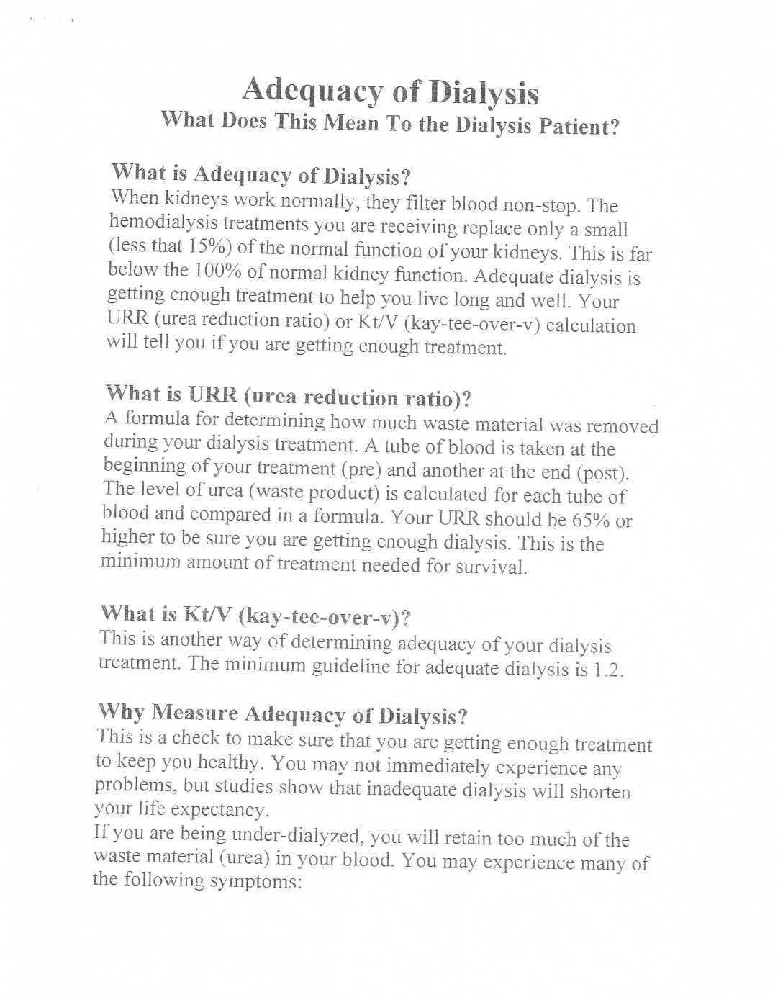 Adequacy of Dialysis
What Does This Mean To the Dialysis Patient?
What is Adequacy of Dialysis?
When kidneys work normally, they filter blood non-stop. The
hemodialysis treatments you are receiving replace only a small
(less that 15%) of the normal function of your kidneys. This is far
below the 100% of normal kidney function. Adequate dialysis is
getting enough treatment to help you live long and well. Your
URR (urea reduction ratio) or Kt/V (kay-tee-over-v) calculation
will tell you if you are getting enough treatment.
What is URR (urea reduction ratio)?
A formula for determining how much waste material was removed
during your dialysis treatment. A tube of blood is taken at the
beginning of your treatment (pre) and another at the end (post).
The level of urea (waste product) is calculated for each tube of
blood and compared in a formula. Your URR should be 65% or
higher to be sure you are getting enough dialysis. This is the
minimum amount of treatment needed for survival.
What is Kt/V (kay-tee-over-v)?
This is another way of determining adequacy of your dialysis
treatment. The minimum guideline for adequate dialysis is 1.2.
Why Measure Adequacy of Dialysis?
This is a check to make sure that you are getting enough treatment
to keep you healthy. You may not immediately experience any
problems, but studies show that inadequate dialysis will shorten
your life expectancy.
If you are being under-dialyzed, you will retain too much of the
waste material (urea) in your blood. You may experience many of
the following symptoms: